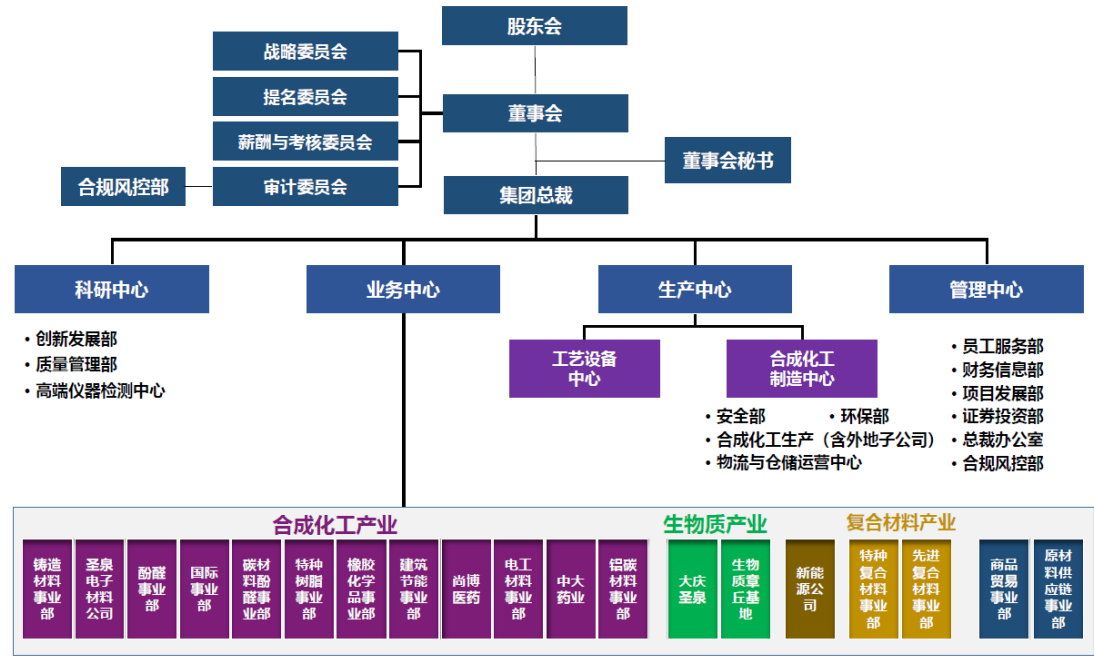 股东会
战略委员会
提名委员会
董事会
薪酬与考核委员会
董事会秘书
合规风控部
审计委员会
集团总裁
科研中心
业务中心
生产中心
管理中心
• 创新发展部
• 质量管理部
• 高端仪器检测中心
工艺设备
中心
合成化工
制造中心
• 安全部
• 环保部
• 合成化工生产（含外地子公司）
• 物流与仓储运营中心
• 员工服务部
• 财务信息部
• 项目发展部
• 证券投资部
• 总裁办公室
• 合规风控部
合成化工产业
生物质产业
复合材料产业
铸造
材料
事业
部
圣泉
电子
材料
公司
酚醛
事业
部
国际
事业
部
碳材
料酚
醛事
业部
特种
树脂
事业
部
橡胶
化学
品事
业部
建筑
节能
事业
部
尚博
医药
电工
材料
事业
部
中大
药业
铝碳
材料
事业
部
大庆
圣泉
生物
质章
丘基
地
新能
源公
司
特种
复合
材料
事业
部
先进
复合
材料
事业
部
商品
贸易
事业
部
原材
料供
应链
事业
部